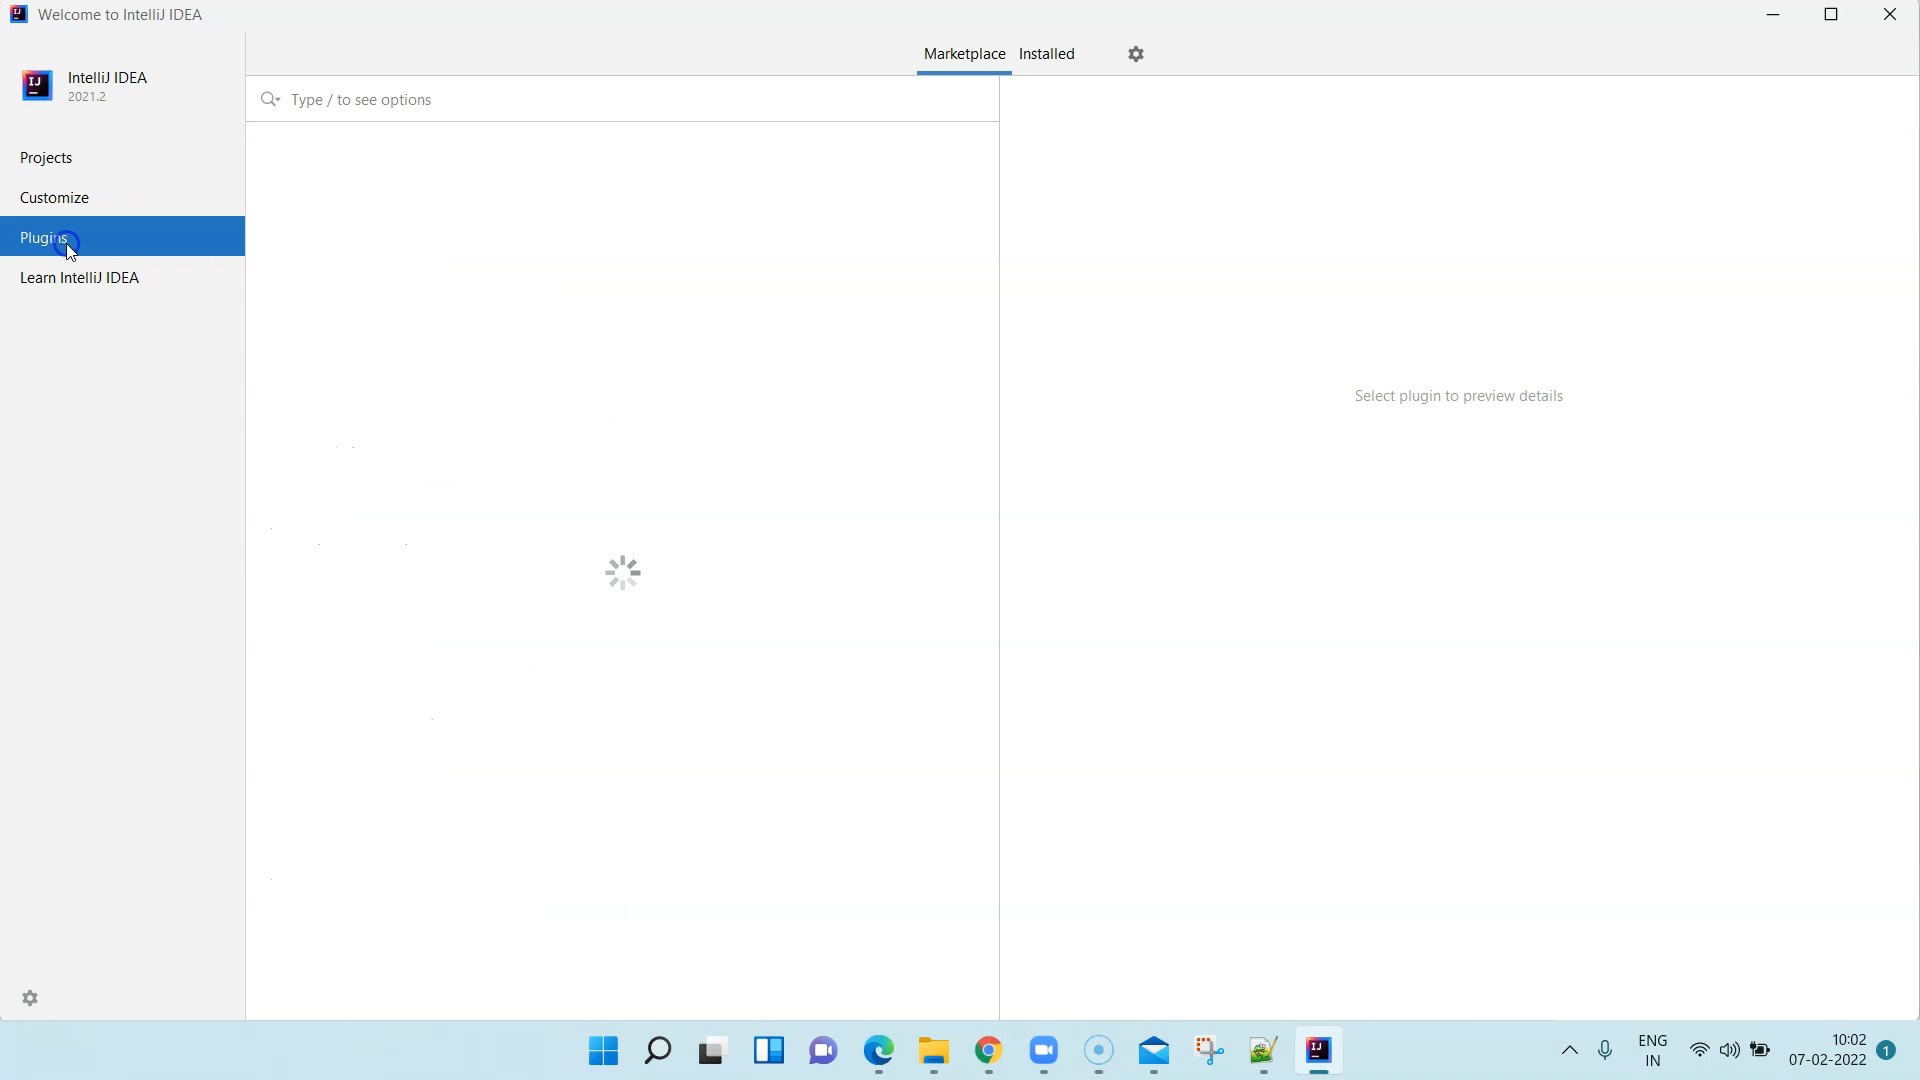 Welcome to IntelliJ IDEA
IntelliJ IDEA
2021.2
Projects
Customize
Plugins
Learn IntelliJ IDEA
Marketplace Installed
Type / to see options
Select plugin to preview details
ENG
IN
10:02
07-02-2022
1